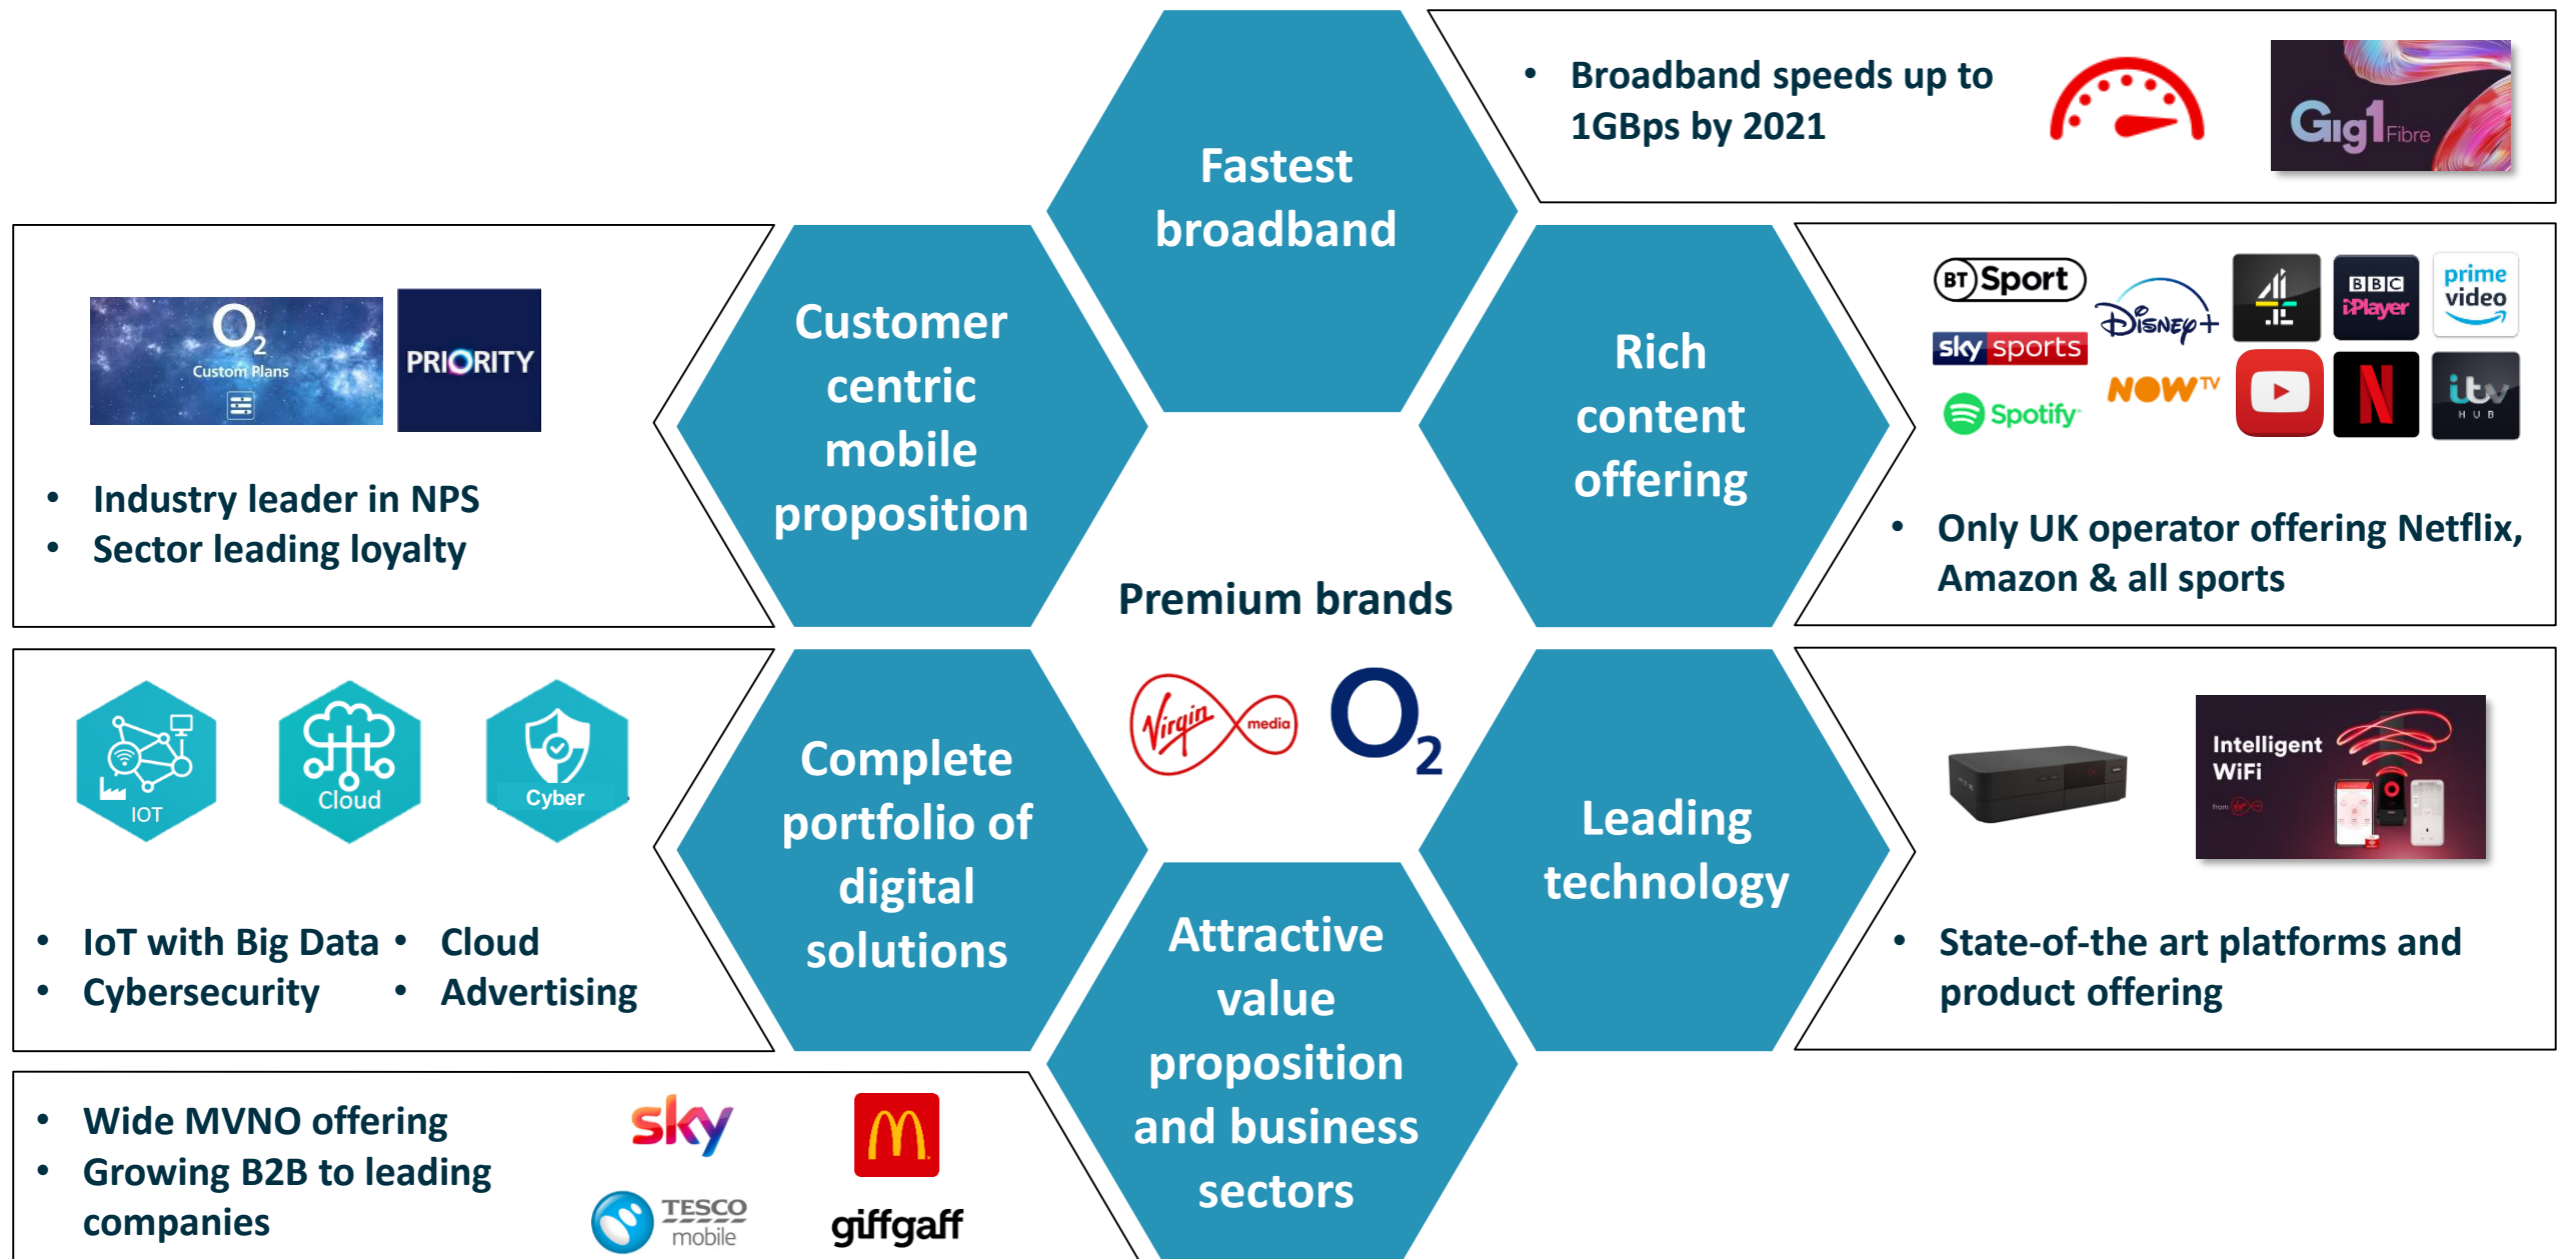 Fastest
broadband
• Broadband speeds up to
1GBps by 2021
Gig1 Fibre
O2
Custom Plans
PRIORITY
• Industry leader in NPS
• Sector leading loyalty
Customer
centric
mobile
proposition
Rich
content
offering
BT Sport
DISNEY+
4
BBC
iPlayer
prime
video
sky sports
NOW TV
Spotify
N
itv
HUB
• Only UK operator offering Netflix,
Amazon & all sports
Premium brands
Virgin media
O2
IOT
Cloud
Cyber
• IoT with Big Data • Cloud
• Cybersecurity • Advertising
Complete
portfolio of
digital
solutions
Leading
technology
Intelligent
WiFi
from Virgin
• State-of-the art platforms and
product offering
Attractive
value
proposition
and business
sectors
• Wide MVNO offering
• Growing B2B to leading
companies
sky
M
TESCO
mobile
giffgaff